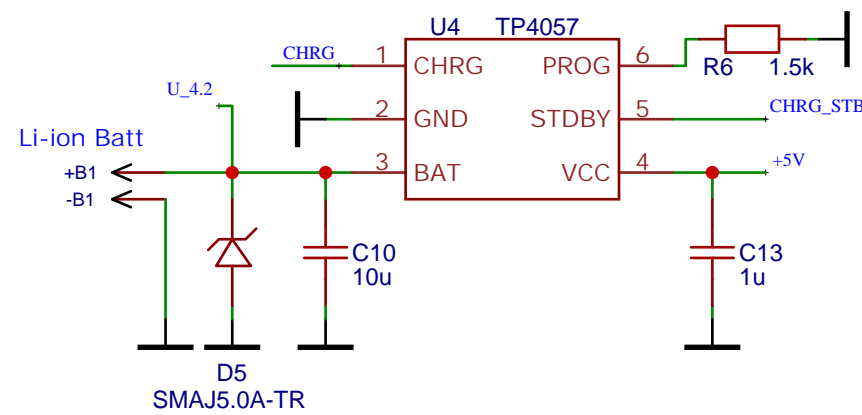 U4 TP4057
CHRG 1 CHRG PROG 6 R6 1.5k
U_4.2 2 GND STDBY 5 CHRG_STB
Li-ion Batt
+B1 3 BAT VCC 4 +5V
-B1
C10 C13
10u 1u
D5
SMAJ5.0A-TR